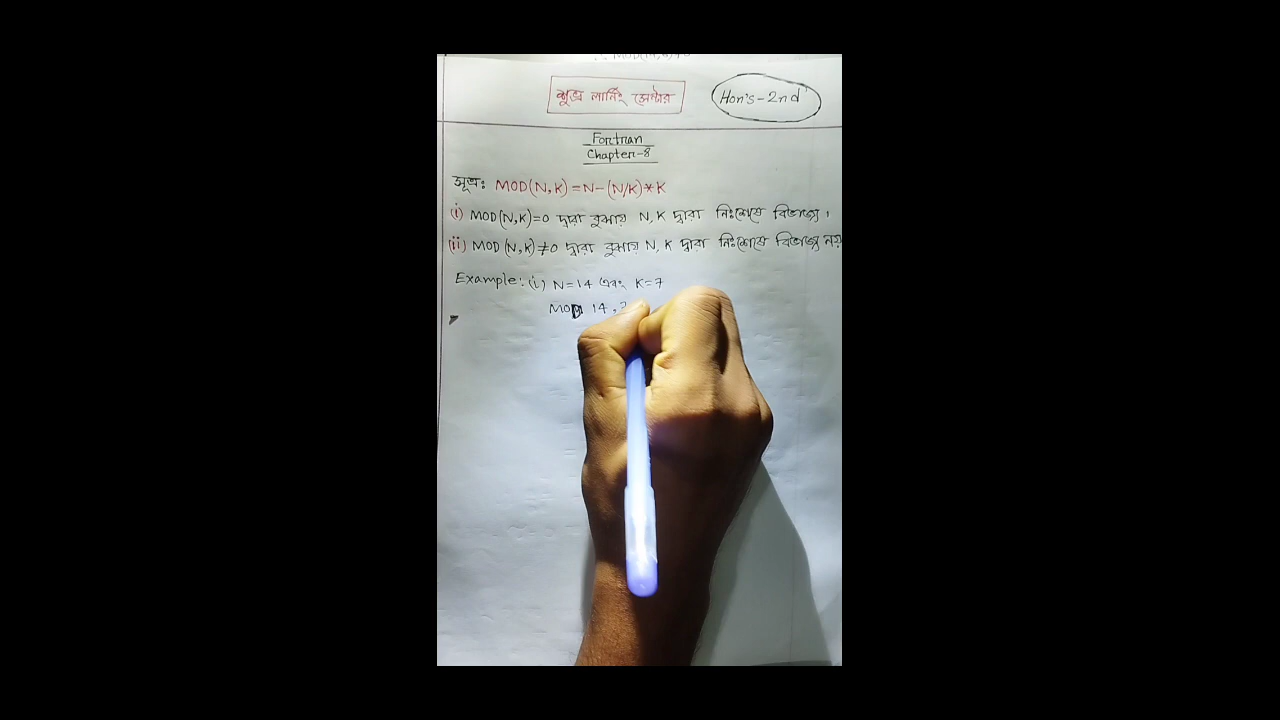 শুভ্র লার্নিং সেন্টার
Hon's-2nd
Fortran
Chapter-8
সূত্র: MOD(N,K)=N-(N/K)*K
(i) MOD(N,K)=0 দ্বারা বুঝায় N,K দ্বারা নিঃশেষে বিভাজ্য।
(ii) MOD(N,K)≠0 দ্বারা বুঝায় N,K দ্বারা নিঃশেষে বিভাজ্য নয়
Example: (i) N=14 এবং K=7
MOD 14,